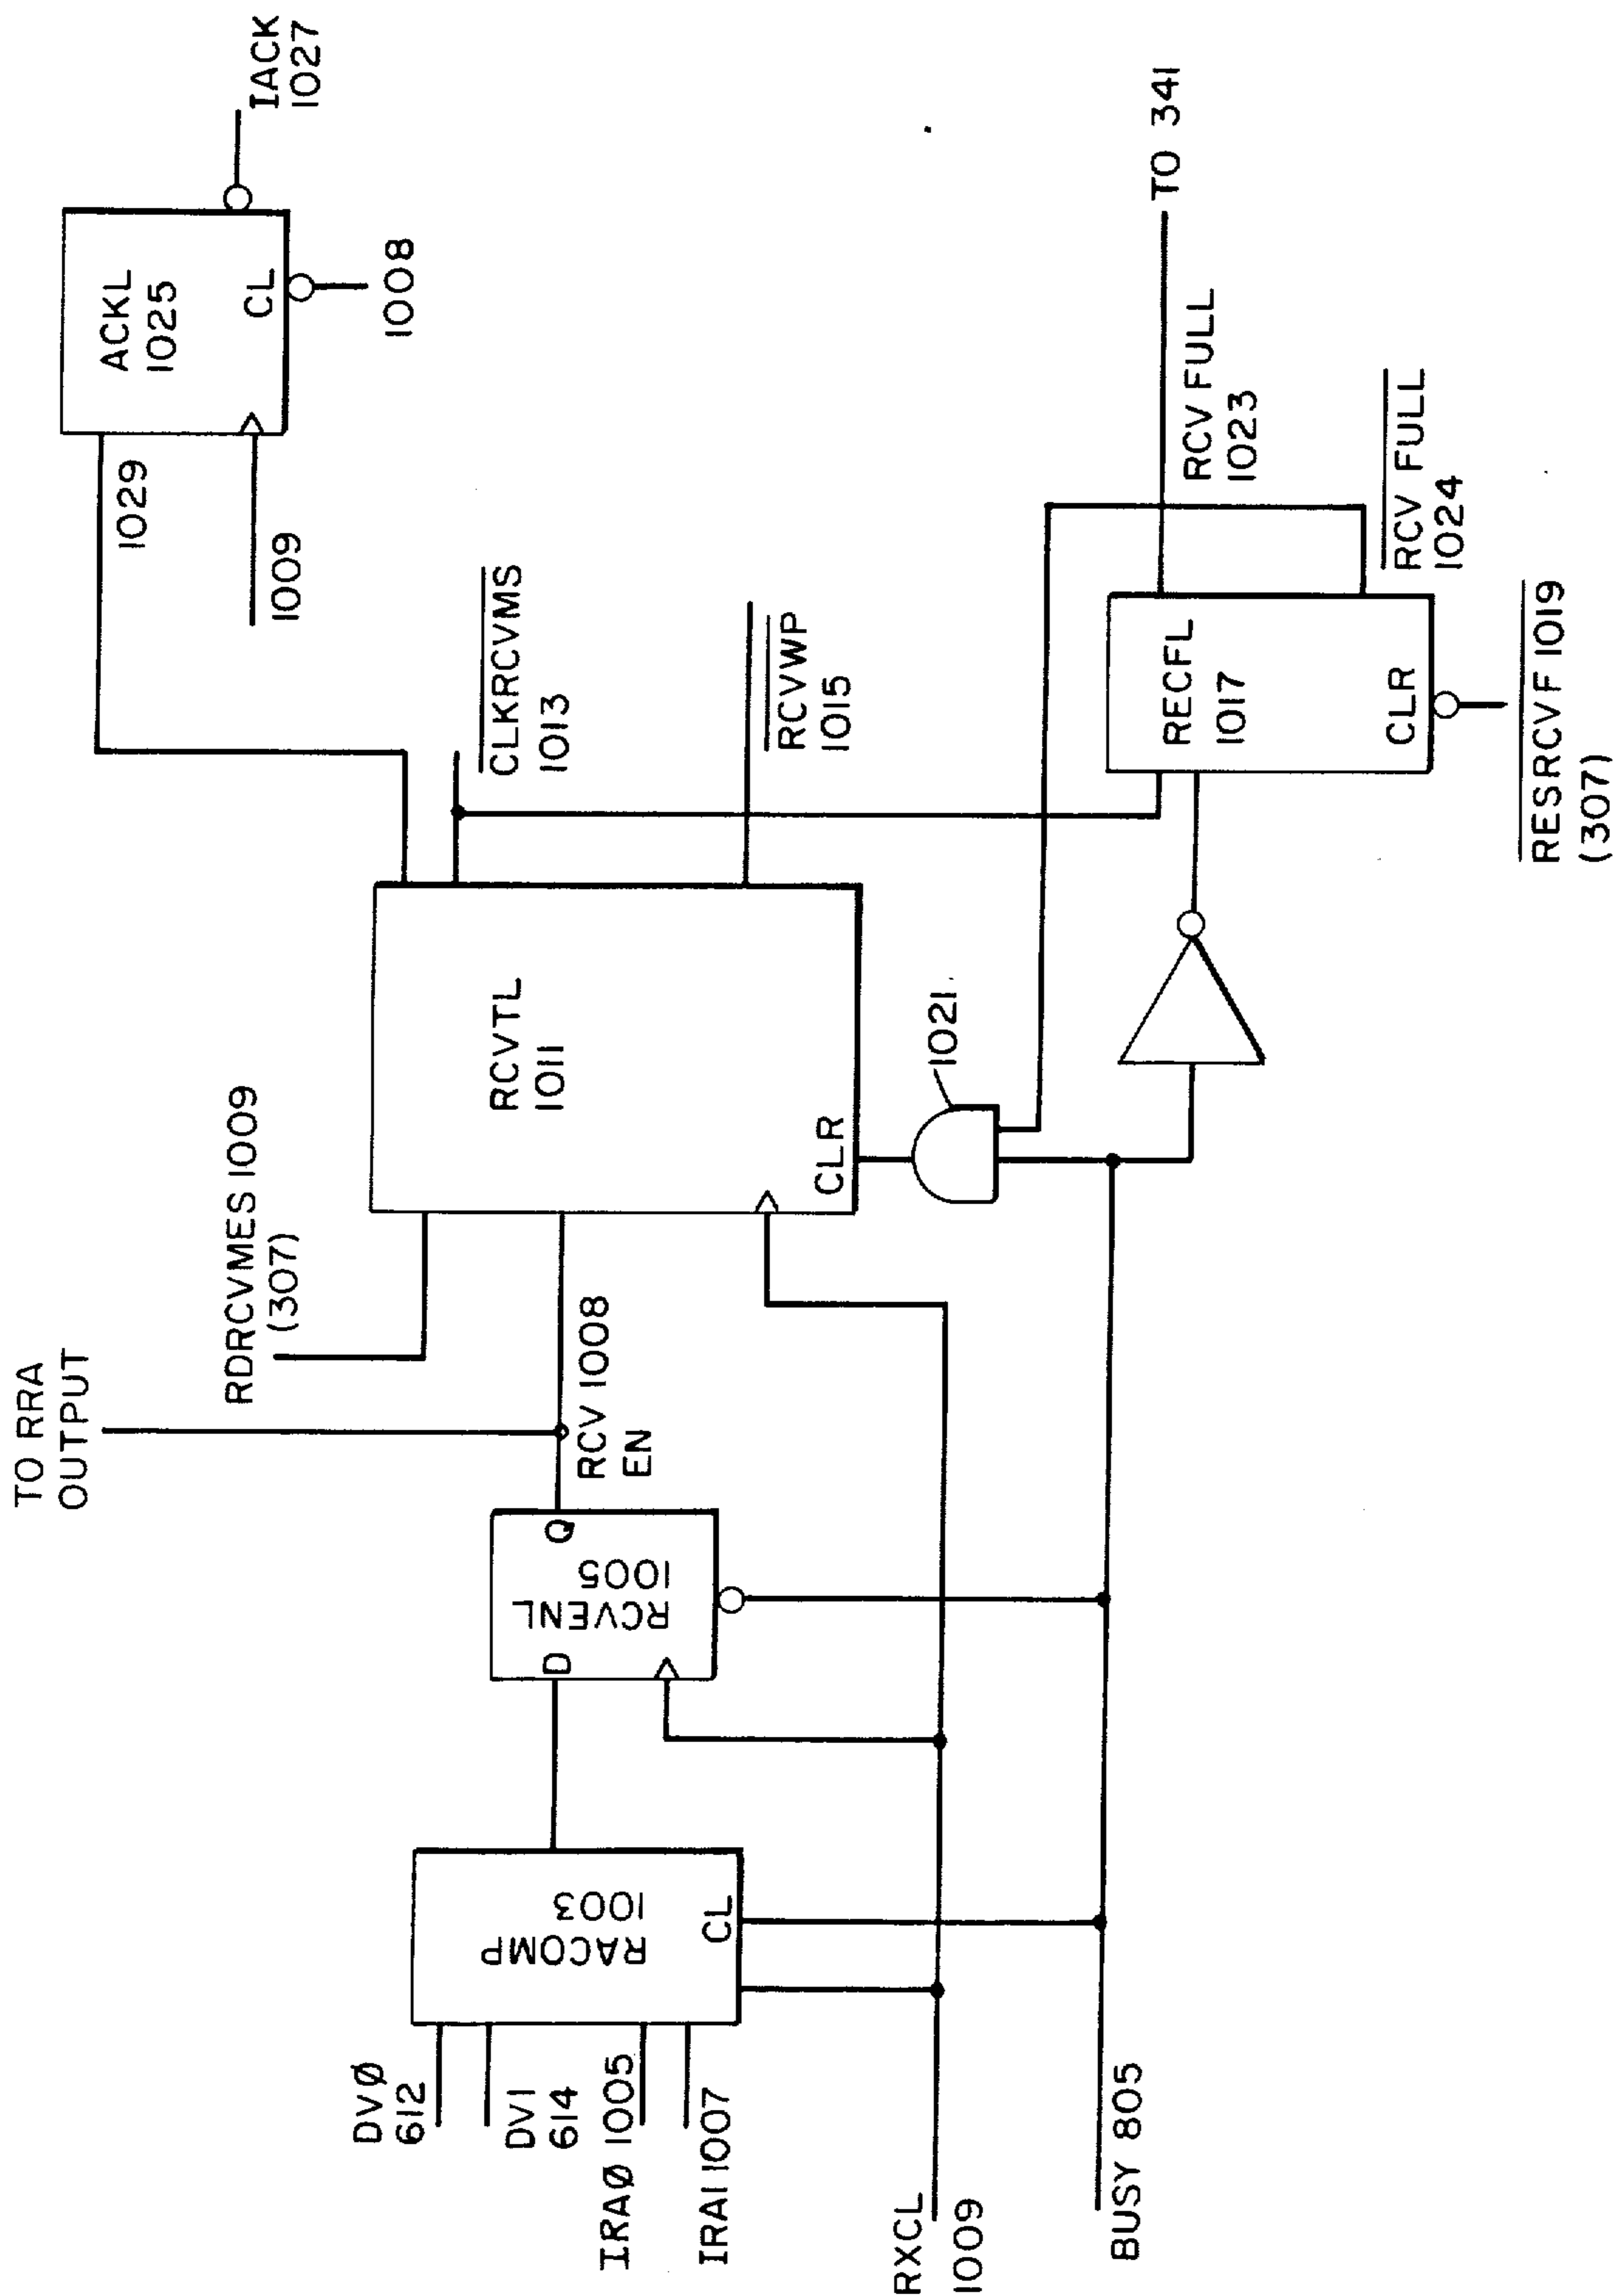 TO RRA
OUTPUT
RDRCVMES 1009
(307)
1029
ACKL
1025
CL
IACK
1027
1009
1008
DVØ
612
DV1
614
IRAØ 1005
IRA1 1007
RACOMP
1003
CL
D
Q
RCVENL
1005
RCV 1008
EN
RCVTL
1011
CLR
CLKRCVMS
1013
RCVWP
1015
1021
RXCL
1009
BUSY 805
RECFL
1017
CLR
RCV FULL
1023
TO 341
RCV FULL
1024
RESRCVF 1019
(307)